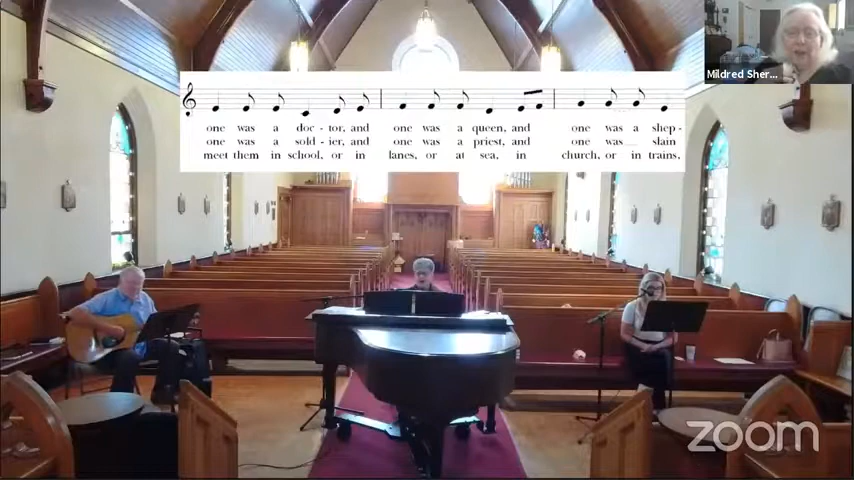 one was a doc - tor, and one was a queen, and one was a shep -
one was a sold - ier, and one was a priest, and one was slain
meet them in school, or in lanes, or at sea, in church, or in trains,
Mildred Sher...
zoom